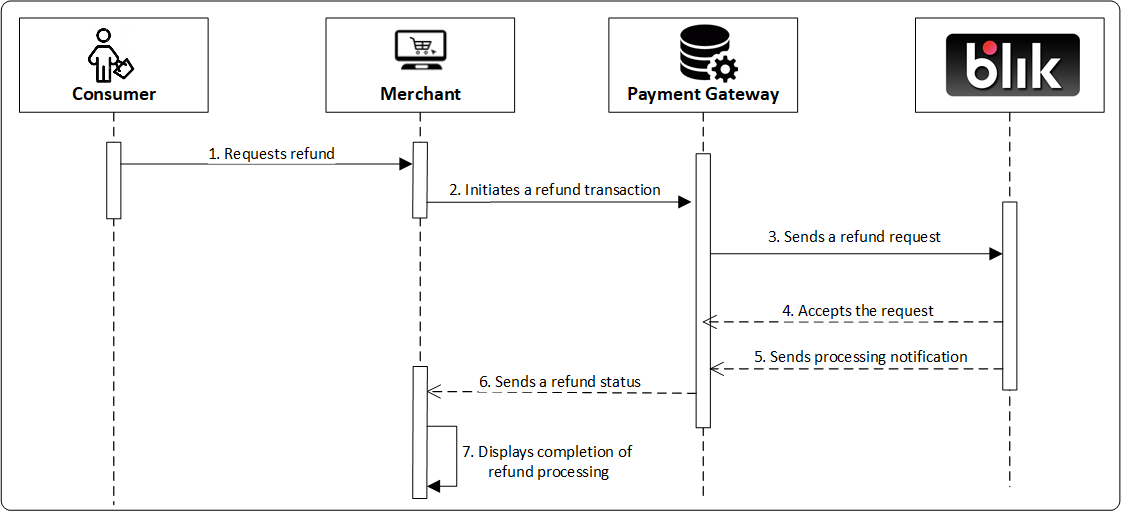 Consumer
Merchant
Payment Gateway
blik
1. Requests refund
2. Initiates a refund transaction
3. Sends a refund request
4. Accepts the request
5. Sends processing notification
6. Sends a refund status
7. Displays completion of
refund processing